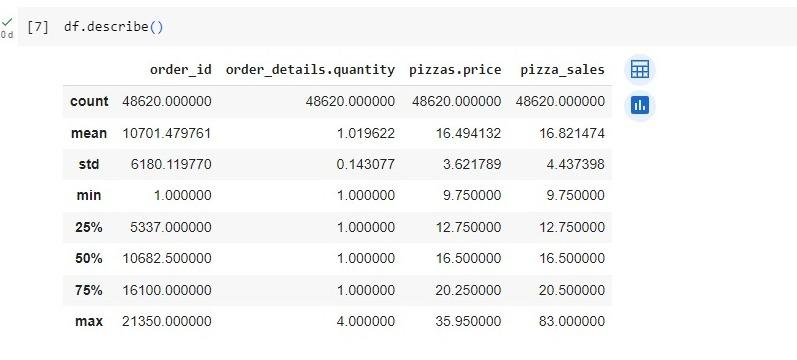 [7] df.describe()
0 d
order_id order_details.quantity pizzas.price pizza_sales
count 48620.000000 48620.000000 48620.000000 48620.000000
mean 10701.479761 1.019622 16.494132 16.821474
std 6180.119770 0.143077 3.621789 4.437398
min 1.000000 1.000000 9.750000 9.750000
25% 5337.000000 1.000000 12.750000 12.750000
50% 10682.500000 1.000000 16.500000 16.500000
75% 16100.000000 1.000000 20.250000 20.500000
max 21350.000000 4.000000 35.950000 83.000000